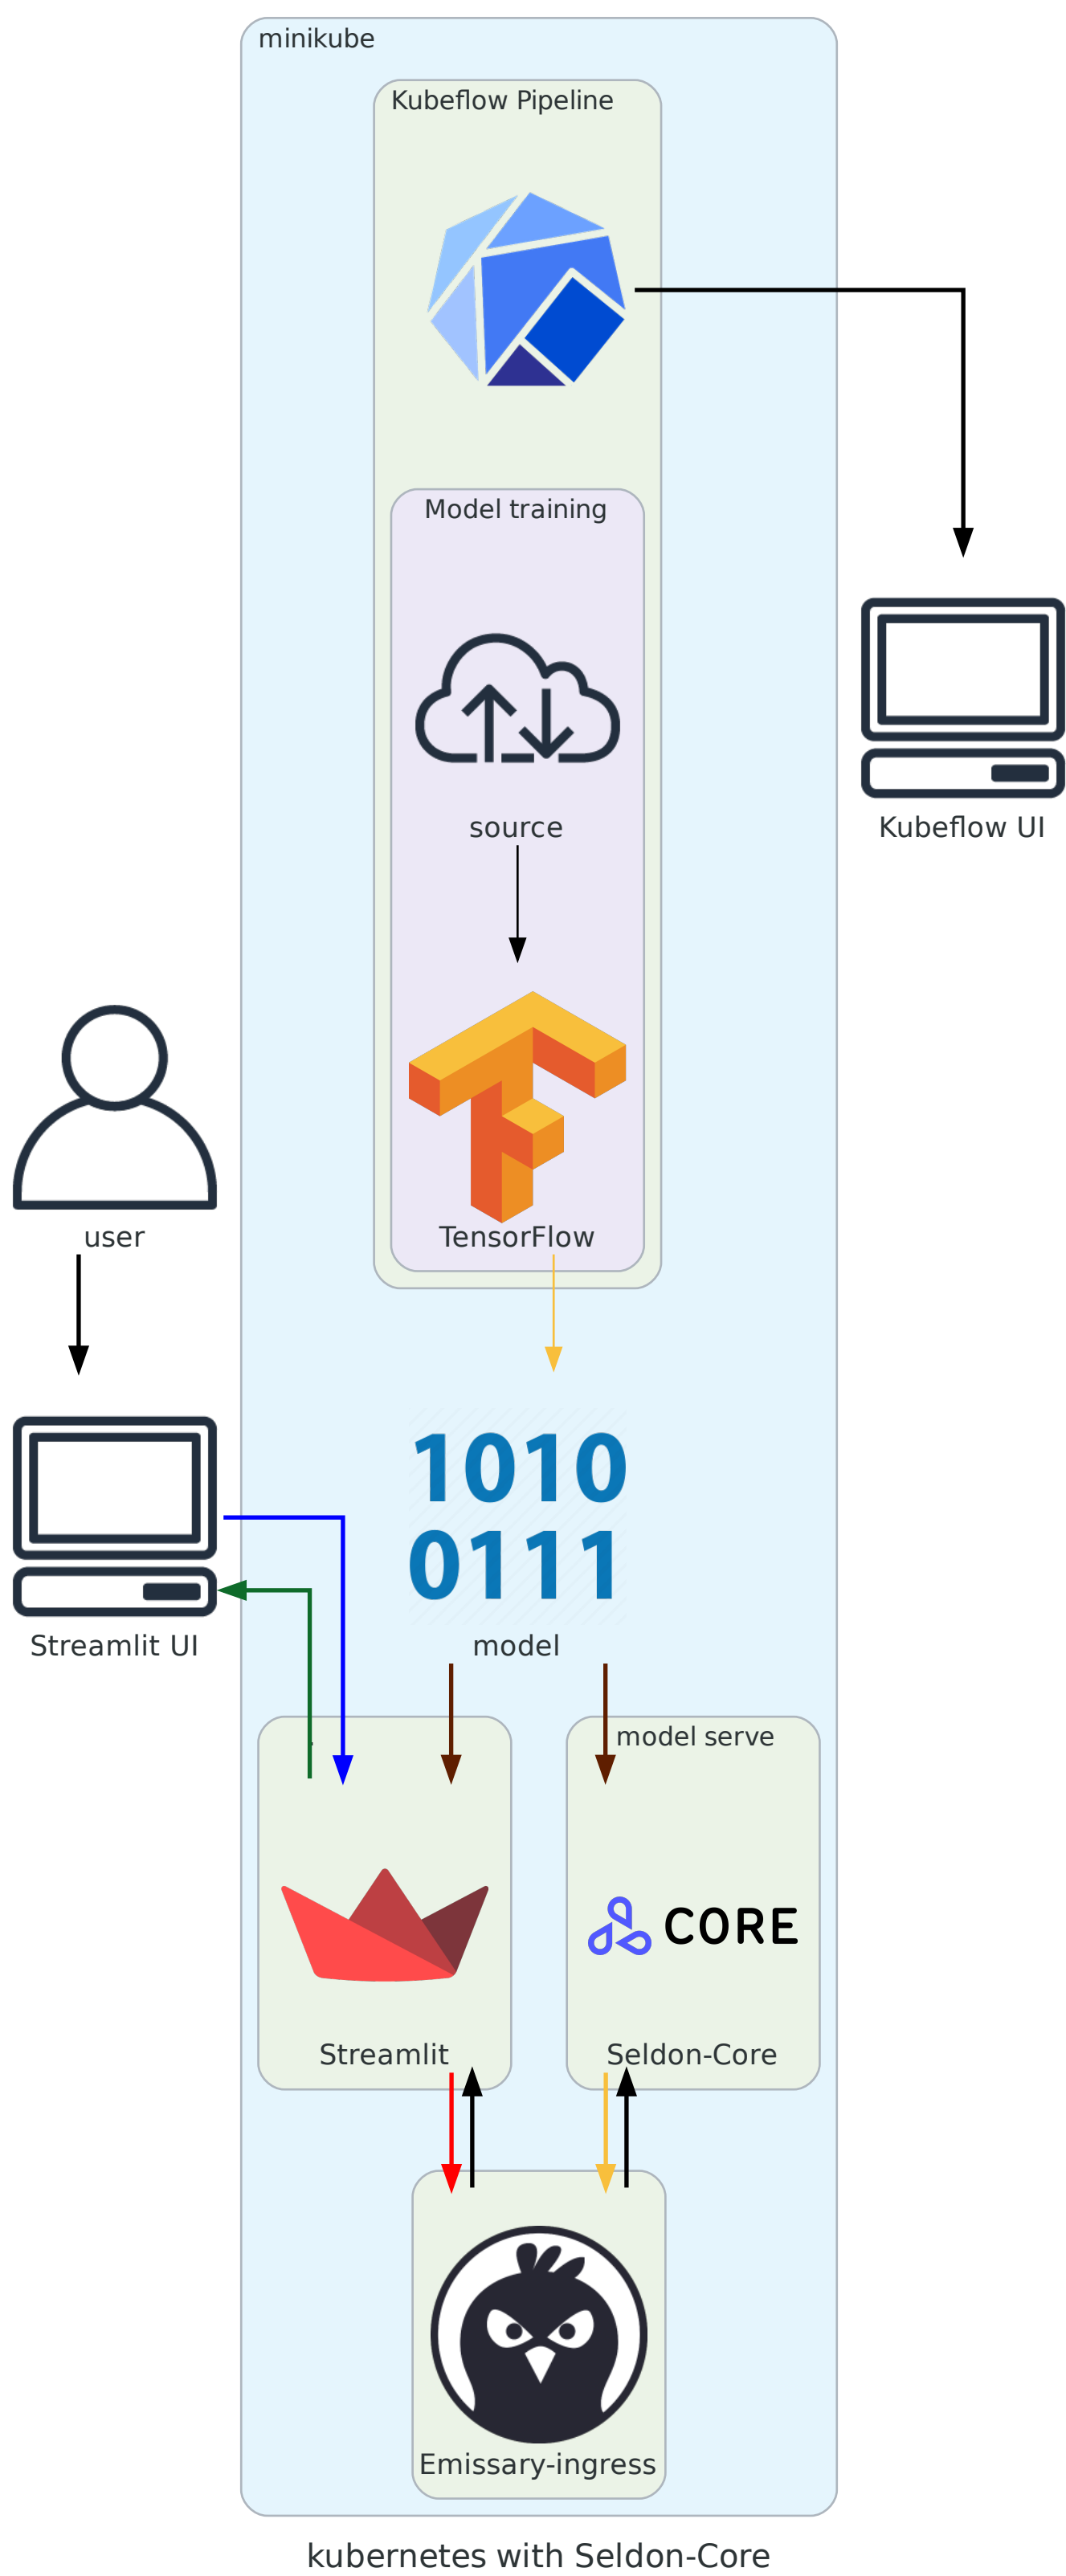 minikube
Kubeflow Pipeline
Model training
source
Kubeflow UI
TensorFlow
user
1010
0111
model
Streamlit UI
model serve
CORE
Streamlit
Seldon-Core
Emissary-ingress
kubernetes with Seldon-Core